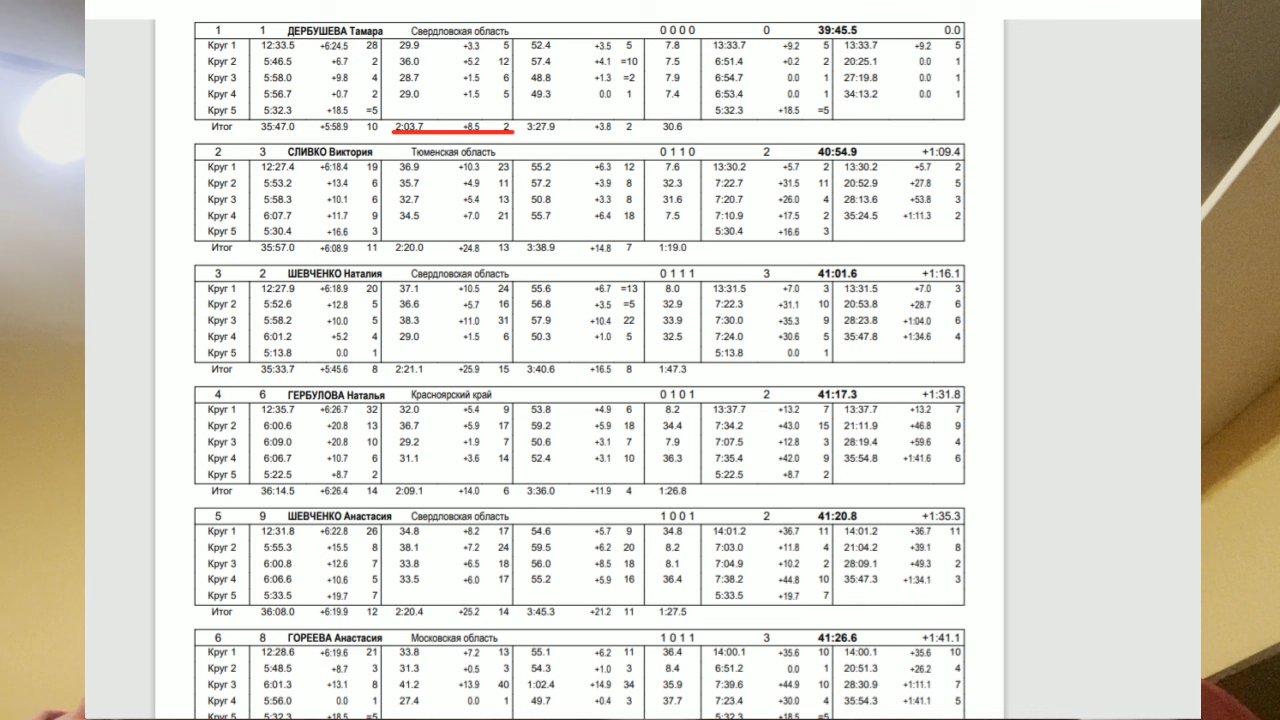 1 1 ДЕРБУШЕВА Тамара Свердловская область 0 0 0 0 0 39:45.5 0.0
Круг 1 12:33.5 +6:24.5 28 29.9 +3.3 5 52.4 +3.5 5 7.8 13:33.7 +9.2 5 13:33.7 +9.2 5
Круг 2 5:46.5 +6.7 2 36.0 +5.2 12 57.4 +4.1 =10 7.5 6:51.4 +0.2 2 20:25.1 0.0 1
Круг 3 5:58.0 +9.8 4 28.7 +1.5 6 48.8 +1.3 =2 7.9 6:54.7 0.0 1 27:19.8 0.0 1
Круг 4 5:56.7 +0.7 2 29.0 +1.5 5 49.3 0.0 1 7.4 6:53.4 0.0 1 34:13.2 0.0 1
Круг 5 5:32.3 +18.5 =5 5:32.3 +18.5 =5
Итог 35:47.0 +5:58.9 10 2:03.7 +8.5 2 3:27.9 +3.8 2 30.6
2 3 СЛИВКО Виктория Тюменская область 0 1 1 0 2 40:54.9 +1:09.4
Круг 1 12:27.4 +6:18.4 19 36.9 +10.3 23 55.2 +6.3 12 7.6 13:30.2 +5.7 2 13:30.2 +5.7 2
Круг 2 5:53.2 +13.4 6 35.7 +4.9 11 57.2 +3.9 8 32.3 7:22.7 +31.5 11 20:52.9 +27.8 5
Круг 3 5:58.3 +10.1 6 32.7 +5.4 13 50.8 +3.3 8 31.6 7:20.7 +26.0 4 28:13.6 +53.8 3
Круг 4 6:07.7 +11.7 9 34.5 +7.0 21 55.7 +6.4 18 7.5 7:10.9 +17.5 2 35:24.5 +1:11.3 2
Круг 5 5:30.4 +16.6 3 5:30.4 +16.6 3
Итог 35:57.0 +6:08.9 11 2:20.0 +24.8 13 3:38.9 +14.8 7 1:19.0
3 2 ШЕВЧЕНКО Наталия Свердловская область 0 1 1 1 3 41:01.6 +1:16.1
Круг 1 12:27.9 +6:18.9 20 37.1 +10.5 24 55.6 +6.7 =13 8.0 13:31.5 +7.0 3 13:31.5 +7.0 3
Круг 2 5:52.6 +12.8 5 36.6 +5.7 16 56.8 +3.5 =5 32.9 7:22.3 +31.1 10 20:53.8 +28.7 6
Круг 3 5:58.2 +10.0 5 38.3 +11.0 31 57.9 +10.4 22 33.9 7:30.0 +35.3 9 28:23.8 +1:04.0 6
Круг 4 6:01.2 +5.2 4 29.0 +1.5 6 50.3 +1.0 5 32.5 7:24.0 +30.6 5 35:47.8 +1:34.6 4
Круг 5 5:13.8 0.0 1 5:13.8 0.0 1
Итог 35:33.7 +5:45.6 8 2:21.1 +25.9 15 3:40.6 +16.5 8 1:47.3
4 6 ГЕРБУЛОВА Наталья Красноярский край 0 1 0 1 2 41:17.3 +1:31.8
Круг 1 12:35.7 +6:26.7 32 32.0 +5.4 9 53.8 +4.9 6 8.2 13:37.7 +13.2 7 13:37.7 +13.2 7
Круг 2 6:00.6 +20.8 13 36.7 +5.9 17 59.2 +5.9 18 34.4 7:34.2 +43.0 15 21:11.9 +46.8 9
Круг 3 6:09.0 +20.8 10 29.2 +1.9 7 50.6 +3.1 7 7.9 7:07.5 +12.8 3 28:19.4 +59.6 4
Круг 4 6:06.7 +10.7 6 31.1 +3.6 14 52.4 +3.1 10 36.3 7:35.4 +42.0 9 35:54.8 +1:41.6 6
Круг 5 5:22.5 +8.7 2 5:22.5 +8.7 2
Итог 36:14.5 +6:26.4 14 2:09.1 +14.0 6 3:36.0 +11.9 4 1:26.8
5 9 ШЕВЧЕНКО Анастасия Свердловская область 1 0 0 1 2 41:20.8 +1:35.3
Круг 1 12:31.8 +6:22.8 26 34.8 +8.2 17 54.6 +5.7 9 34.8 14:01.2 +36.7 11 14:01.2 +36.7 11
Круг 2 5:55.3 +15.5 8 38.1 +7.2 24 59.5 +6.2 20 8.2 7:03.0 +11.8 4 21:04.2 +39.1 8
Круг 3 6:00.8 +12.6 7 33.8 +6.5 18 56.0 +8.5 18 8.1 7:04.9 +10.2 2 28:09.1 +49.3 2
Круг 4 6:06.6 +10.6 5 33.5 +6.0 17 55.2 +5.9 16 36.4 7:38.2 +44.8 10 35:47.3 +1:34.1 3
Круг 5 5:33.5 +19.7 7 5:33.5 +19.7 7
Итог 36:08.0 +6:19.9 12 2:20.4 +25.2 14 3:45.3 +21.2 11 1:27.5
6 8 ГОРЕЕВА Анастасия Московская область 1 0 1 1 3 41:26.6 +1:41.1
Круг 1 12:28.6 +6:19.6 21 33.8 +7.2 13 55.1 +6.2 11 36.4 14:00.1 +35.6 10 14:00.1 +35.6 10
Круг 2 5:48.5 +8.7 3 31.3 +0.5 3 54.3 +1.0 3 8.4 6:51.2 0.0 1 20:51.3 +26.2 4
Круг 3 6:01.3 +13.1 8 41.2 +13.9 40 1:02.4 +14.9 34 35.9 7:39.6 +44.9 10 28:30.9 +1:11.1 7
Круг 4 5:56.0 0.0 1 27.4 0.0 1 49.7 +0.4 3 37.7 7:23.4 +30.0 4 35:54.3 +1:41.1 5
Круг 5 5:32.3 +18.5 =5 5:32.3 +18.5 =5